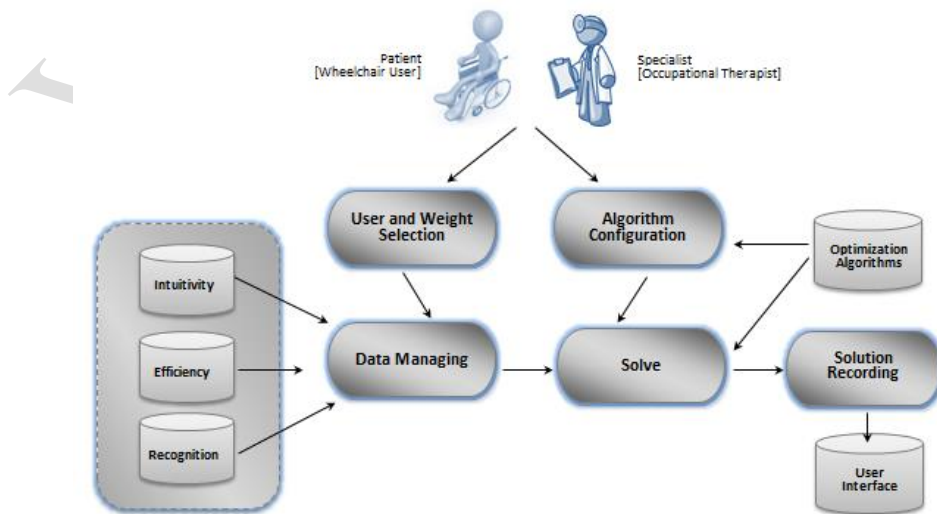 Patient
[Wheelchair User]
Specialist
[Occupational Therapist]
User and Weight
Selection
Algorithm
Configuration
Optimization
Algorithms
Intuitivity
Efficiency
Recognition
Data Managing
Solve
Solution
Recording
User
Interface